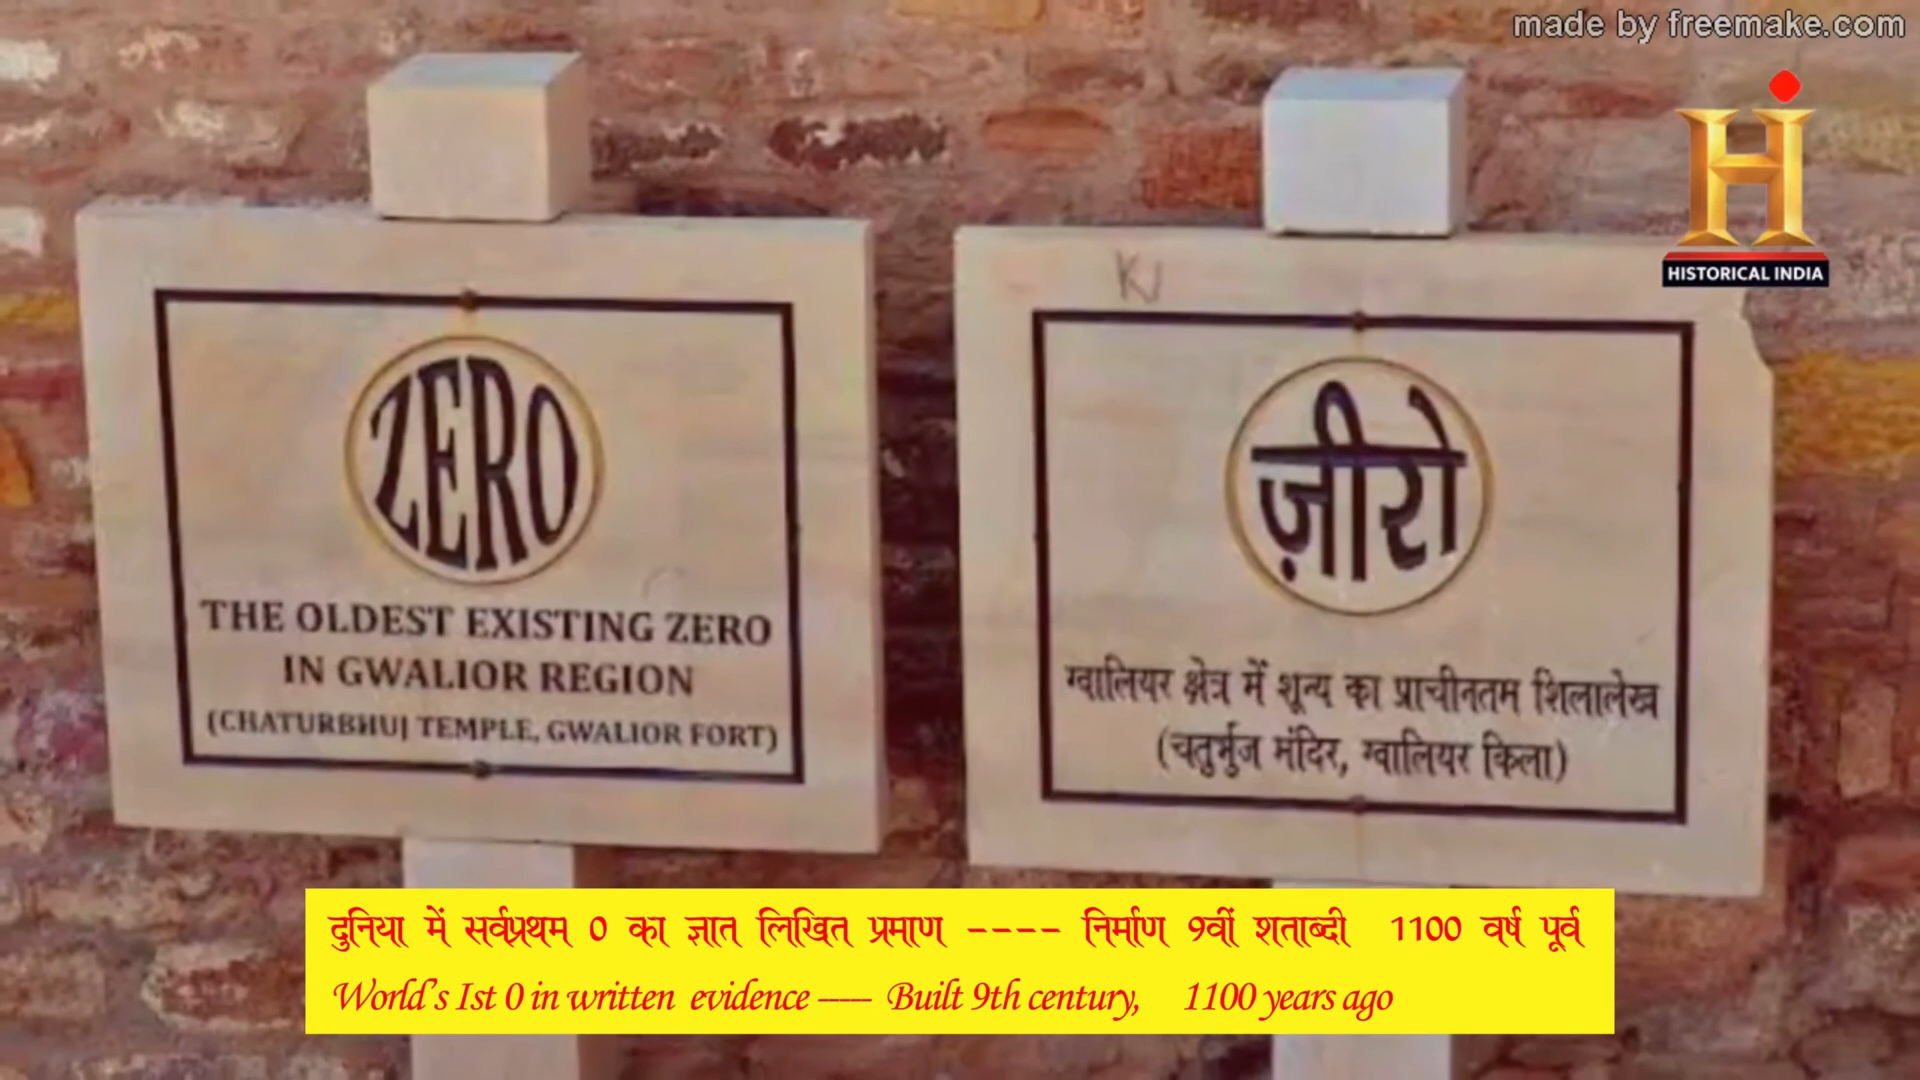 made by freemake.com
HISTORICAL INDIA
K
ZERO
THE OLDEST EXISTING ZERO
IN GWALIOR REGION
(CHATURBHUJ TEMPLE, GWALIOR FORT)
ज़ीरो
ग्वालियर क्षेत्र में शून्य का प्राचीनतम शिलालेख
(चतुर्भुज मंदिर, ग्वालियर किला)
दुनिया में सर्वप्रथम 0 का ज्ञात लिखित प्रमाण ---- निर्माण 9वीं शताब्दी 1100 वर्ष पूर्व
World's Ist 0 in written evidence ---- Built 9th century, 1100 years ago